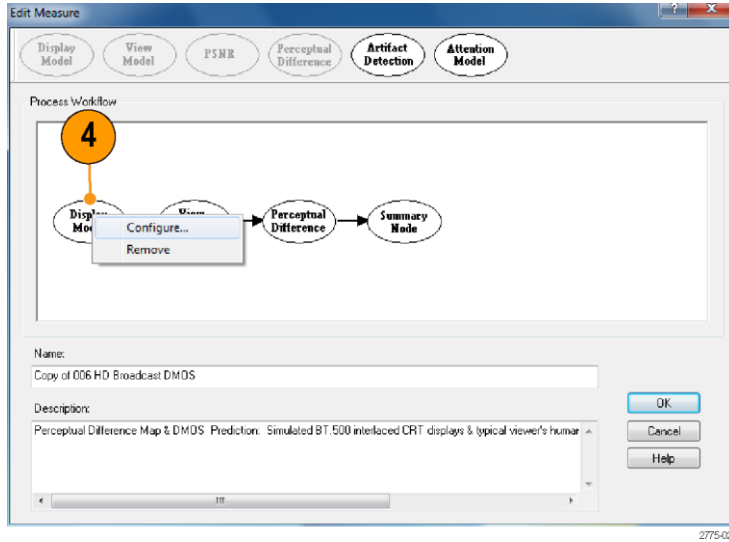 Edit Measure
Display Model
View Model
PSNR
Perceptual Difference
Artifact Detection
Attention Model
Process Workflow
4
View
Perceptual Difference
Summary Node
Configure...
Remove
Name:
Copy of 006 HD Broadcast DMOS
Description:
Perceptual Difference Map & DMOS Prediction: Simulated BT.500 interlaced CRT displays & typical viewer's human
OK
Cancel
Help